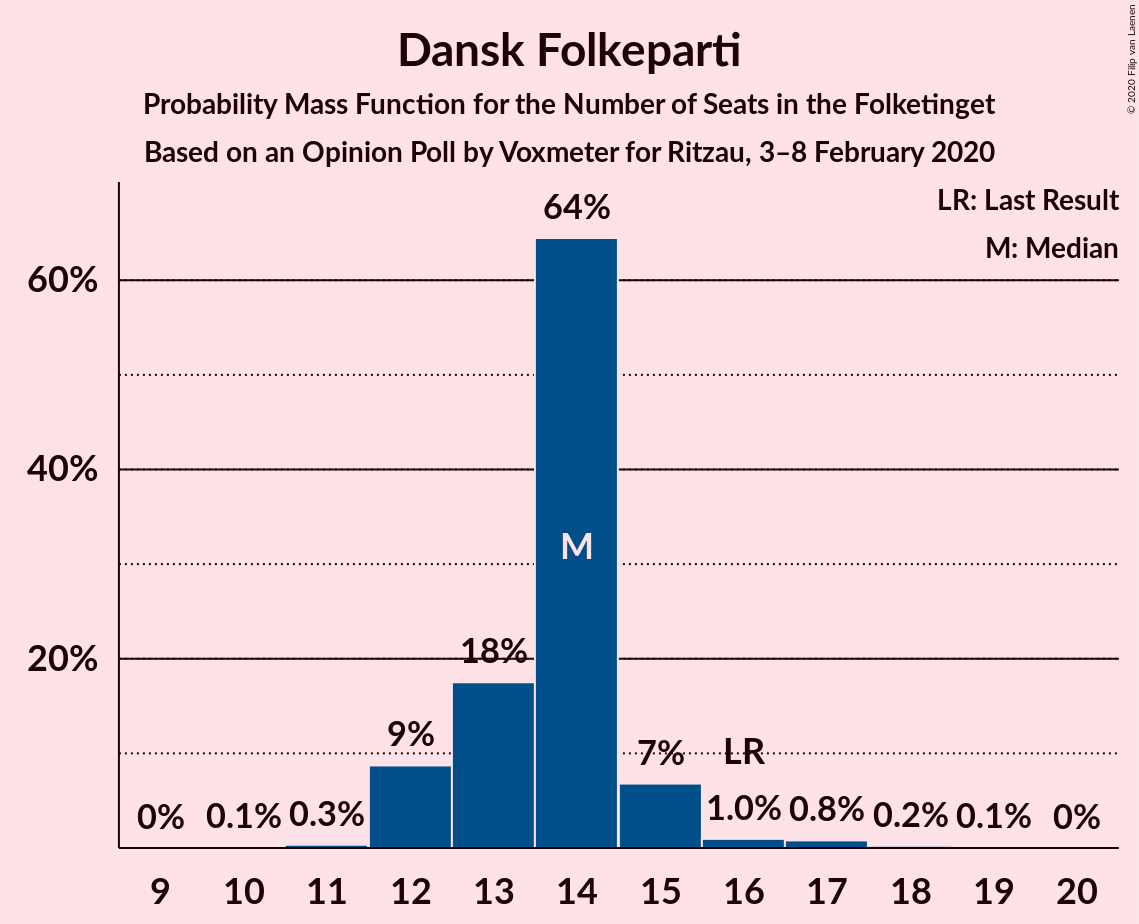 Dansk Folkeparti
Probability Mass Function for the Number of Seats in the Folketinget
Based on an Opinion Poll by Voxmeter for Ritzau, 3–8 February 2020
© 2020 Filip van Laenen
LR: Last Result
M: Median
60%
40%
20%
0%
0.1%
0.3%
9%
18%
64%
M
7%
LR
1.0%
0.8%
0.2%
0.1%
0%
9 10 11 12 13 14 15 16 17 18 19 20